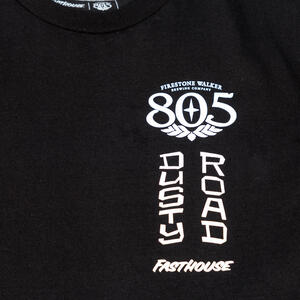 FIRESTONE WALKER
BREWING COMPANY
805
DUSTY
ROAD
FASTHOUSE